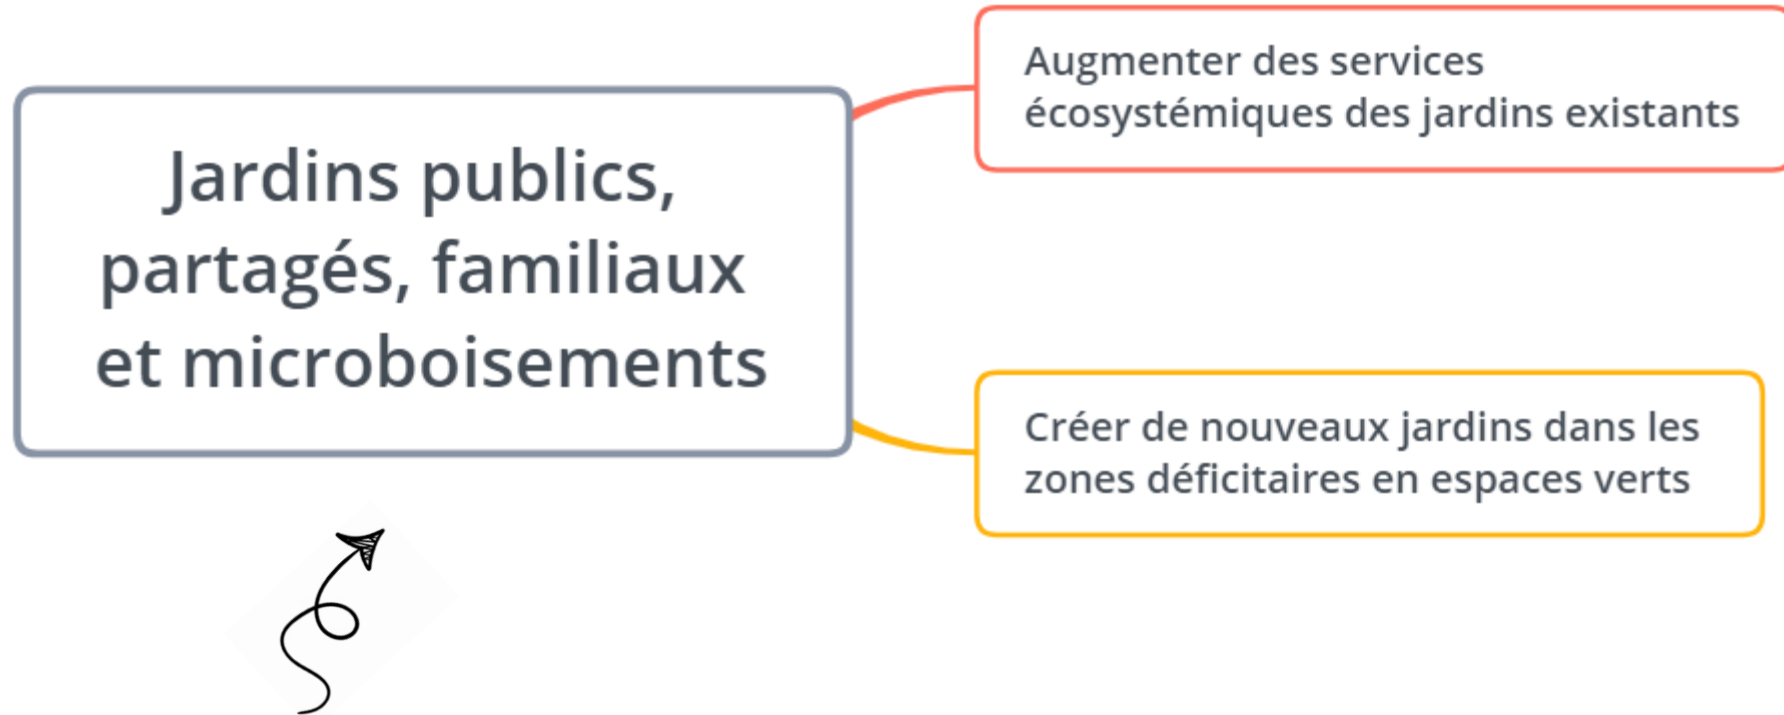 Jardins publics,
partagés, familiaux
et microboisements
Augmenter des services
écosystémiques des jardins existants
Créer de nouveaux jardins dans les
zones déficitaires en espaces verts